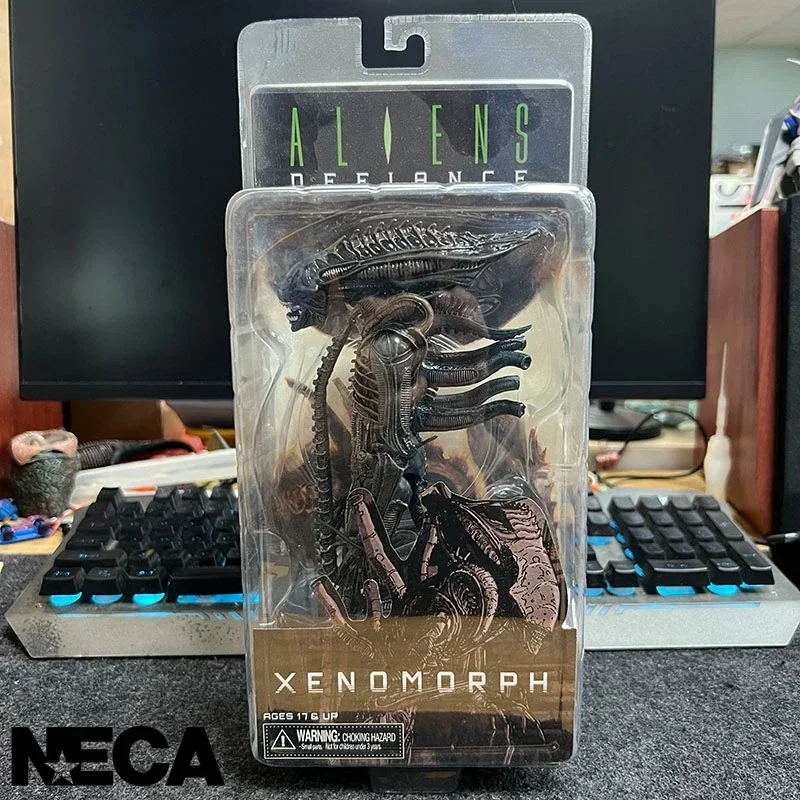 ALIENS
DEFIANCE
XENOMORPH
AGES 17 & UP
WARNING: CHOKING HAZARD
-Small parts. Not for children under 3 years.
NECA